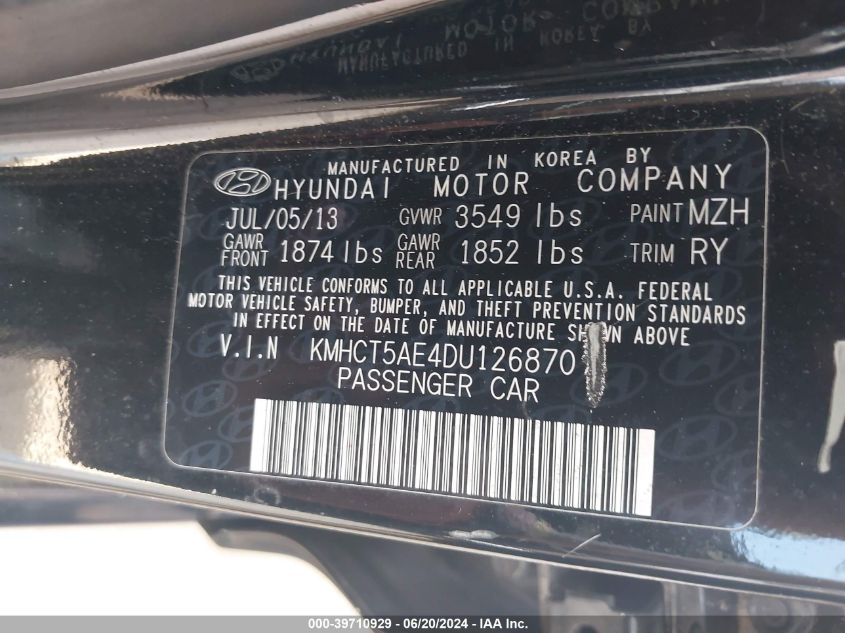 MANUFACTURED IN KOREA BY
HYUNDAI MOTOR COMPANY
JUL/05/13 GVWR 3549 lbs PAINT MZH
GAWR FRONT 1874 lbs GAWR REAR 1852 lbs TRIM RY
THIS VEHICLE CONFORMS TO ALL APPLICABLE U.S.A. FEDERAL
MOTOR VEHICLE SAFETY, BUMPER, AND THEFT PREVENTION STANDARDS
IN EFFECT ON THE DATE OF MANUFACTURE SHOWN ABOVE
V.I.N KMHCT5AE4DU126870
PASSENGER CAR
000-39710929 - 06/20/2024 - IAAI.com